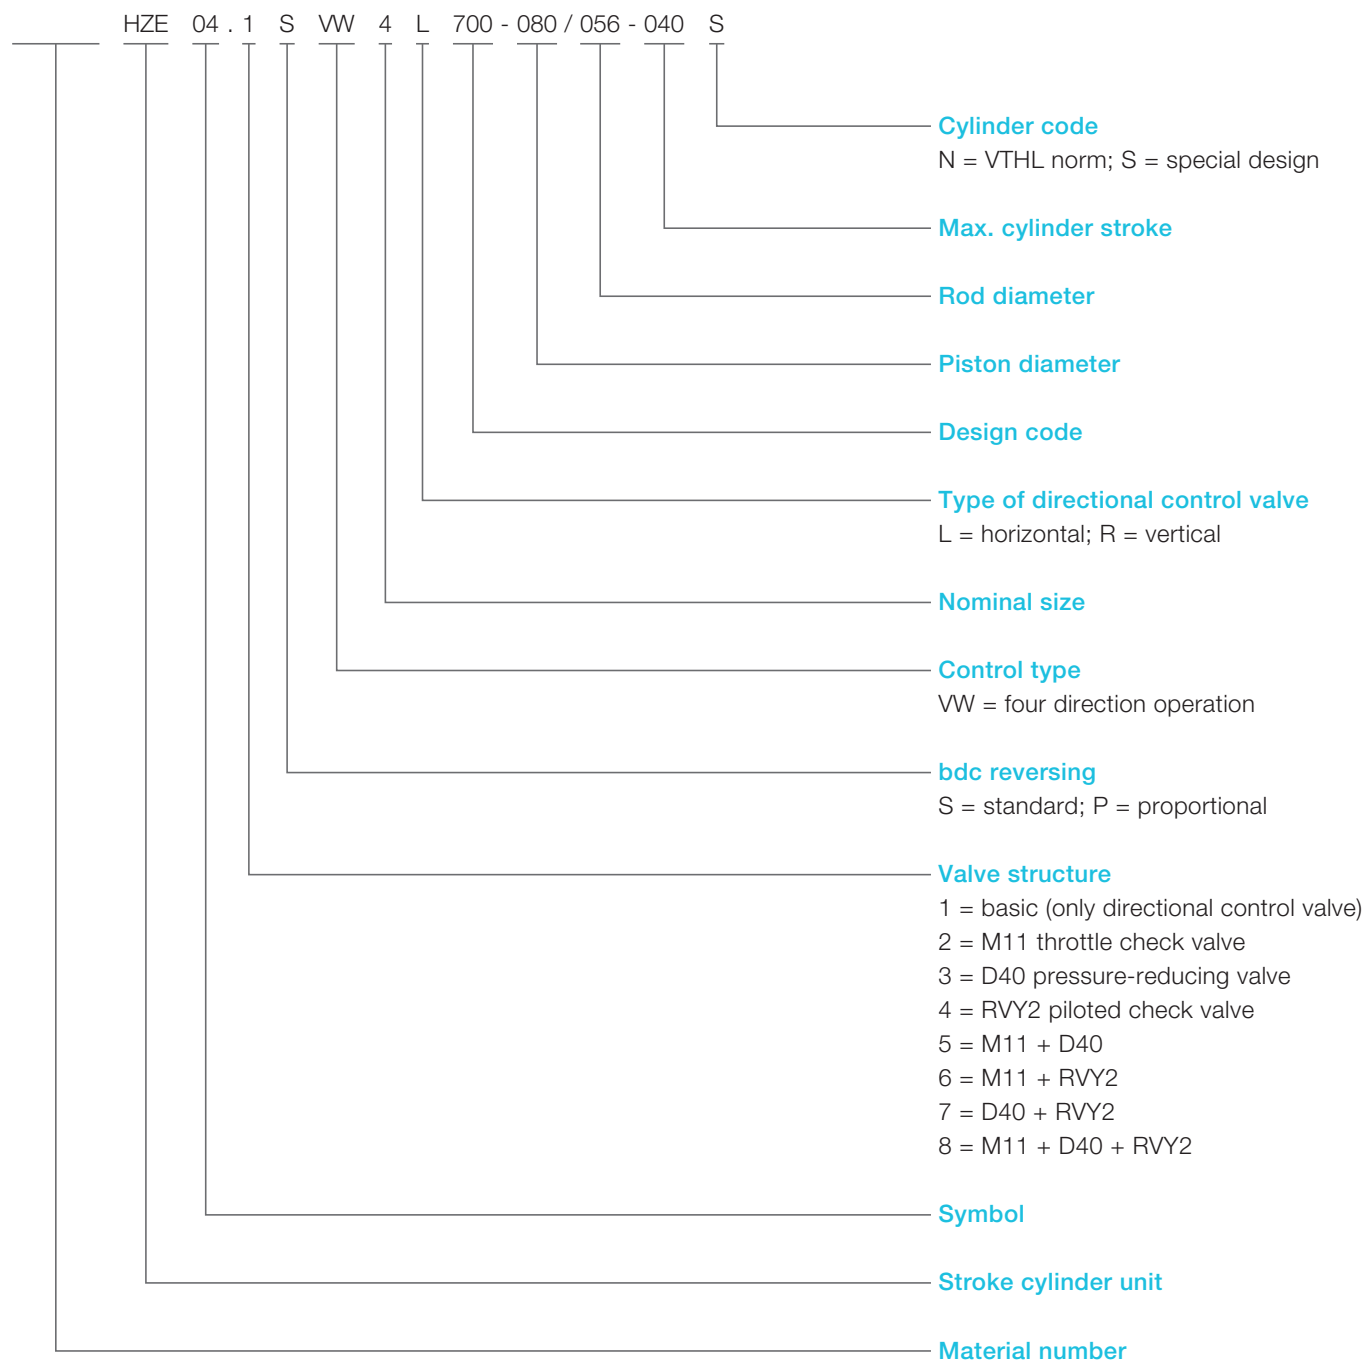 HZE 04 . 1 S VW 4 L 700 - 080 / 056 - 040 S
Cylinder code
N = VTHL norm; S = special design
Max. cylinder stroke
Rod diameter
Piston diameter
Design code
Type of directional control valve
L = horizontal; R = vertical
Nominal size
Control type
VW = four direction operation
bdc reversing
S = standard; P = proportional
Valve structure
1 = basic (only directional control valve)
2 = M11 throttle check valve
3 = D40 pressure-reducing valve
4 = RVY2 piloted check valve
5 = M11 + D40
6 = M11 + RVY2
7 = D40 + RVY2
8 = M11 + D40 + RVY2
Symbol
Stroke cylinder unit
Material number